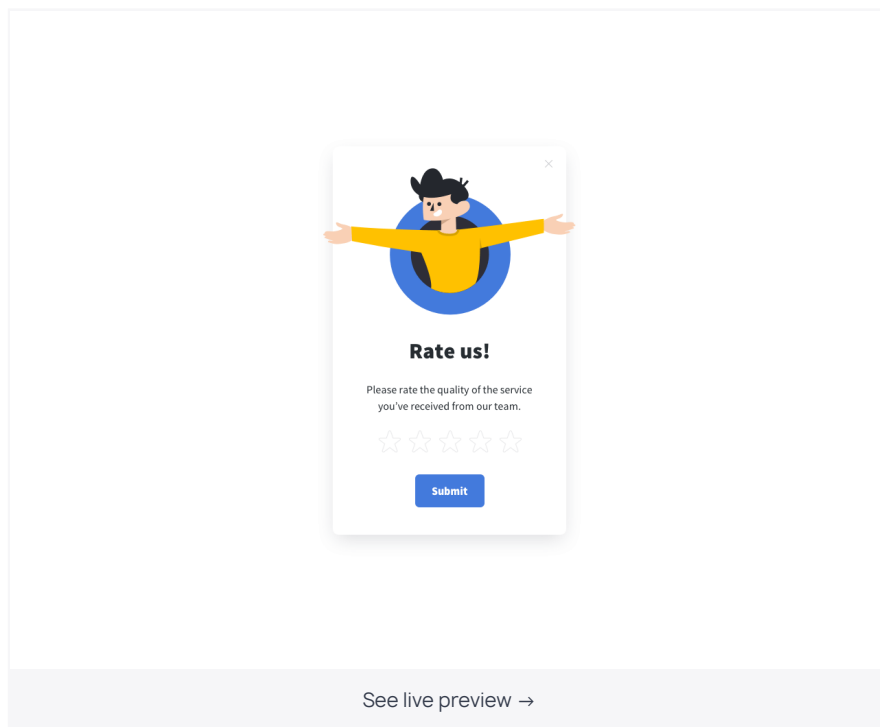 Rate us!
Please rate the quality of the service
you've received from our team.
Submit
See live preview →